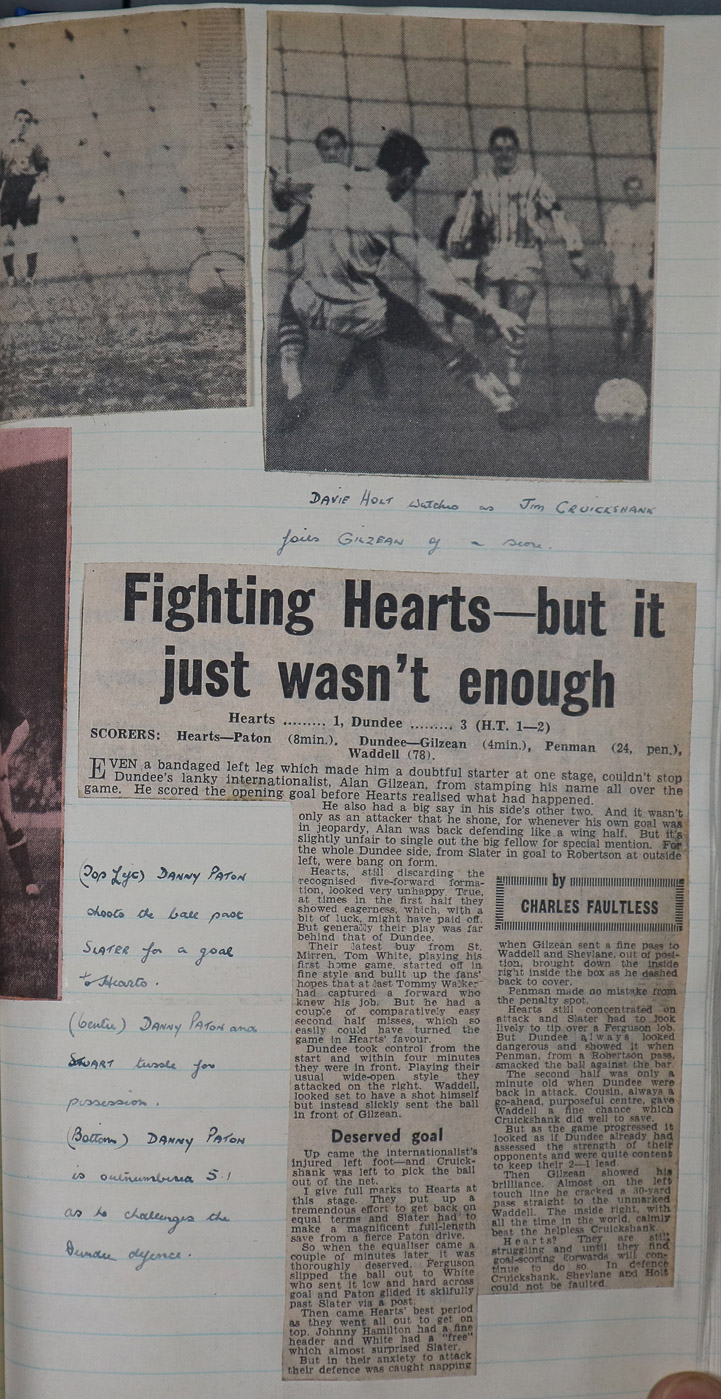 DAVIE HOLT watches as JIM CRUICKSHANK
foils GILZEAN of a score.
Fighting Hearts—but it
just wasn't enough
Hearts ......... 1, Dundee ......... 3 (H.T. 1—2)
SCORERS: Hearts—Paton (8min.). Dundee—Gilzean (4min.), Penman (24, pen.),
Waddell (78).
EVEN a bandaged left leg which made him a doubtful starter at one stage, couldn't stop
Dundee's lanky internationalist, Alan Gilzean, from stamping his name all over the
game. He scored the opening goal before Hearts realised what had happened.
He also had a big say in his side's other two. And it wasn't
only as an attacker that he shone, for whenever his own goal was
in jeopardy, Alan was back defending like a wing half. But it's
slightly unfair to single out the big fellow for special mention. For
the whole Dundee side, from Slater in goal to Robertson at outside
left, were bang on form.
Hearts, still discarding the
recognised five-forward forma-
tion, looked very unhappy. True,
at times in the first half they
showed eagerness, which, with a
bit of luck, might have paid off.
But generally their play was far
behind that of Dundee.
Their latest buy from St.
Mirren, Tom White, playing his
first home game, started off in
fine style and built up the fans'
hopes that at last Tommy Walker
had captured a forward who
knew his job. But he had a
couple of comparatively easy
second half misses, which so
easily could have turned the
game in Hearts' favour.
Dundee took control from the
start and within four minutes
they were in front. Playing their
usual wide-open style they
attacked on the right. Waddell,
looked set to have a shot himself
but instead slickly sent the ball
in front of Gilzean.
Deserved goal
Up came the internationalist's
injured left foot—and Cruick-
shank was left to pick the ball
out of the net.
I give full marks to Hearts at
this stage. They put up a
tremendous effort to get back on
equal terms and Slater had to
make a magnificent full-length
save from a fierce Paton drive.
So when the equaliser came a
couple of minutes later it was
thoroughly deserved. Ferguson
slipped the ball out to White
who sent it low and hard across
goal and Paton glided it skilfully
past Slater via a post.
Then came Hearts' best period
as they went all out to get on
top. Johnny Hamilton had a fine
header and White had a "free"
which almost surprised Slater.
But in their anxiety to attack
their defence was caught napping
by
CHARLES FAULTLESS
when Gilzean sent a fine pass to
Waddell and Shevlane, out of posi-
tion, brought down the inside
right inside the box as he dashed
back to cover.
Penman made no mistake from
the penalty spot.
Hearts still concentrated on
attack and Slater had to look
lively to tip over a Ferguson lob.
But Dundee always looked
dangerous and showed it when
Penman, from a Robertson pass,
smacked the ball against the bar.
The second half was only a
minute old when Dundee were
back in attack. Cousin, always a
go-ahead, purposeful centre, gave
Waddell a fine chance which
Cruickshank did well to save.
But as the game progressed it
looked as if Dundee already had
assessed the strength of their
opponents and were quite content
to keep their 2—1 lead.
Then Gilzean showed his
brilliance. Almost on the left
touch line he cracked a 30-yard
pass straight to the unmarked
Waddell. The inside right, with
all the time in the world, calmly
beat the helpless Cruickshank.
Hearts? They are still
struggling and until they find
goal-scoring forwards will con-
tinue to do so. In defence
Cruickshank, Shevlane and Holt
could not be faulted.
(Top Left) DANNY PATON
shoots the ball past
SLATER for a goal
to Hearts.
(Centre) DANNY PATON and
STUART tussle for
possession.
(Bottom) DANNY PATON
is outnumbered 5:1
as he challenges the
Dundee defence.